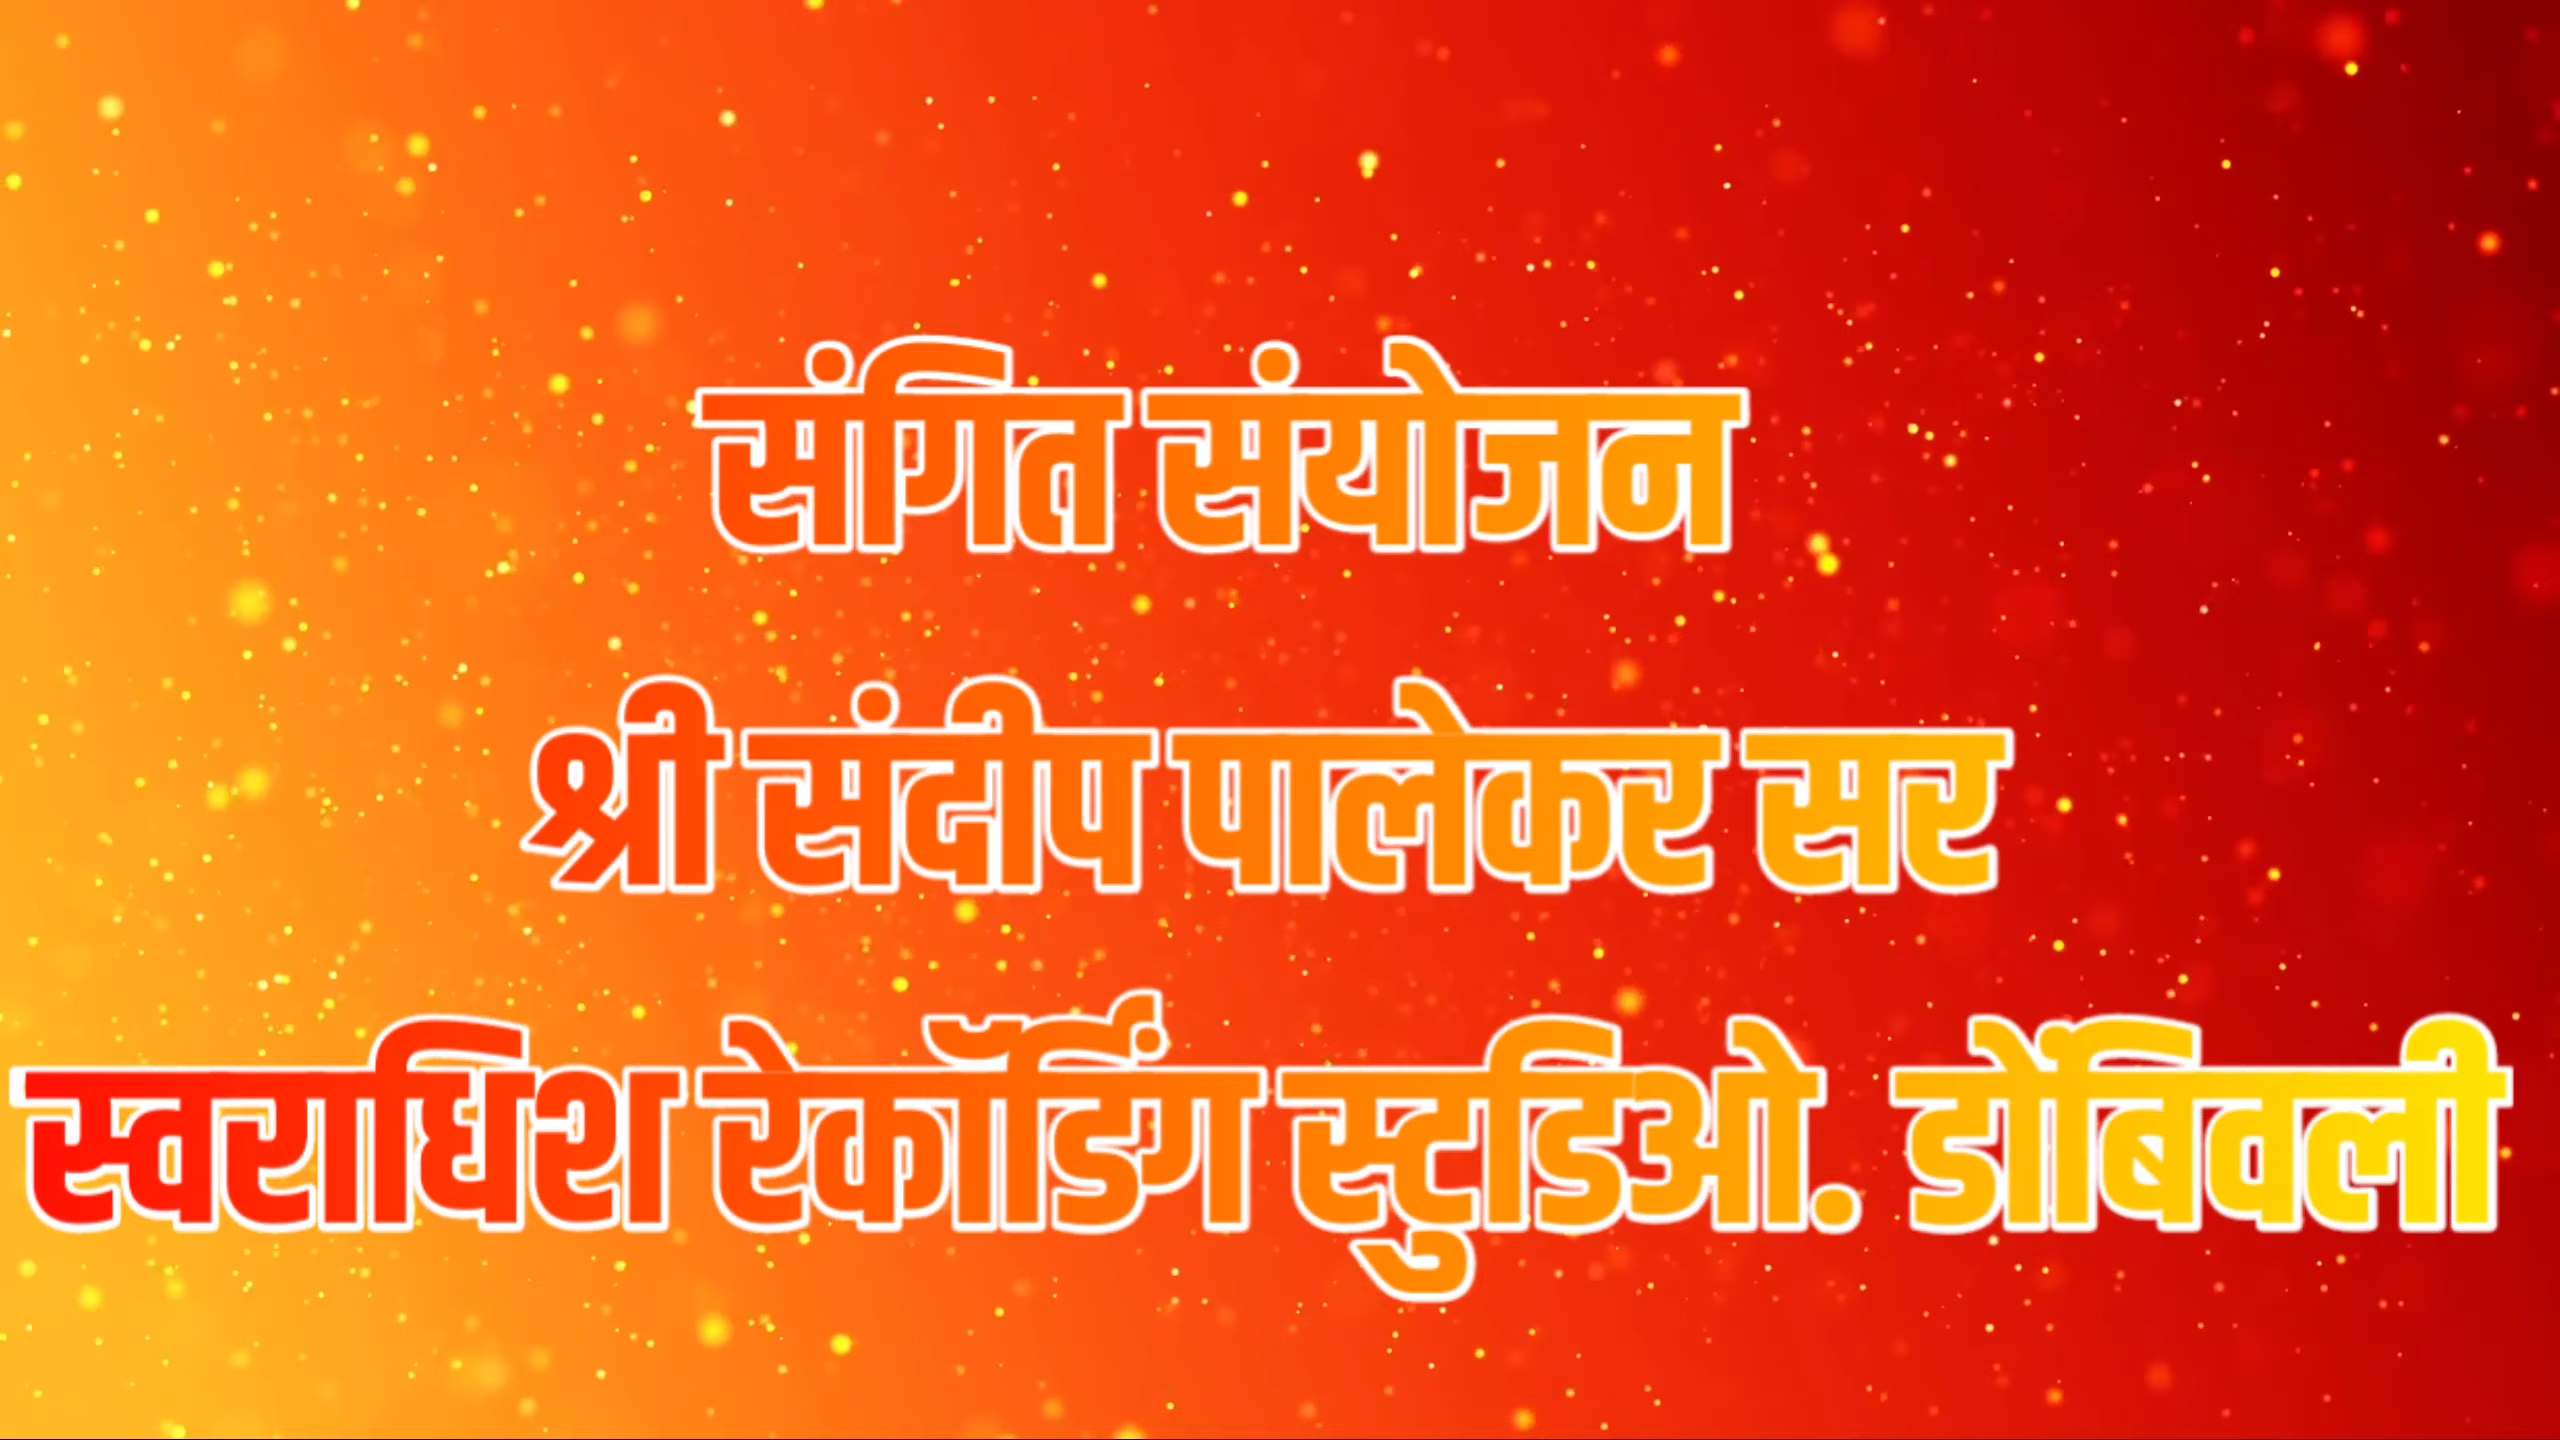 संगित संयोजन
श्री संदीप पालेकर सर
स्वराधिश रेकॉर्डिंग स्टुडिओ. डोंबिवली